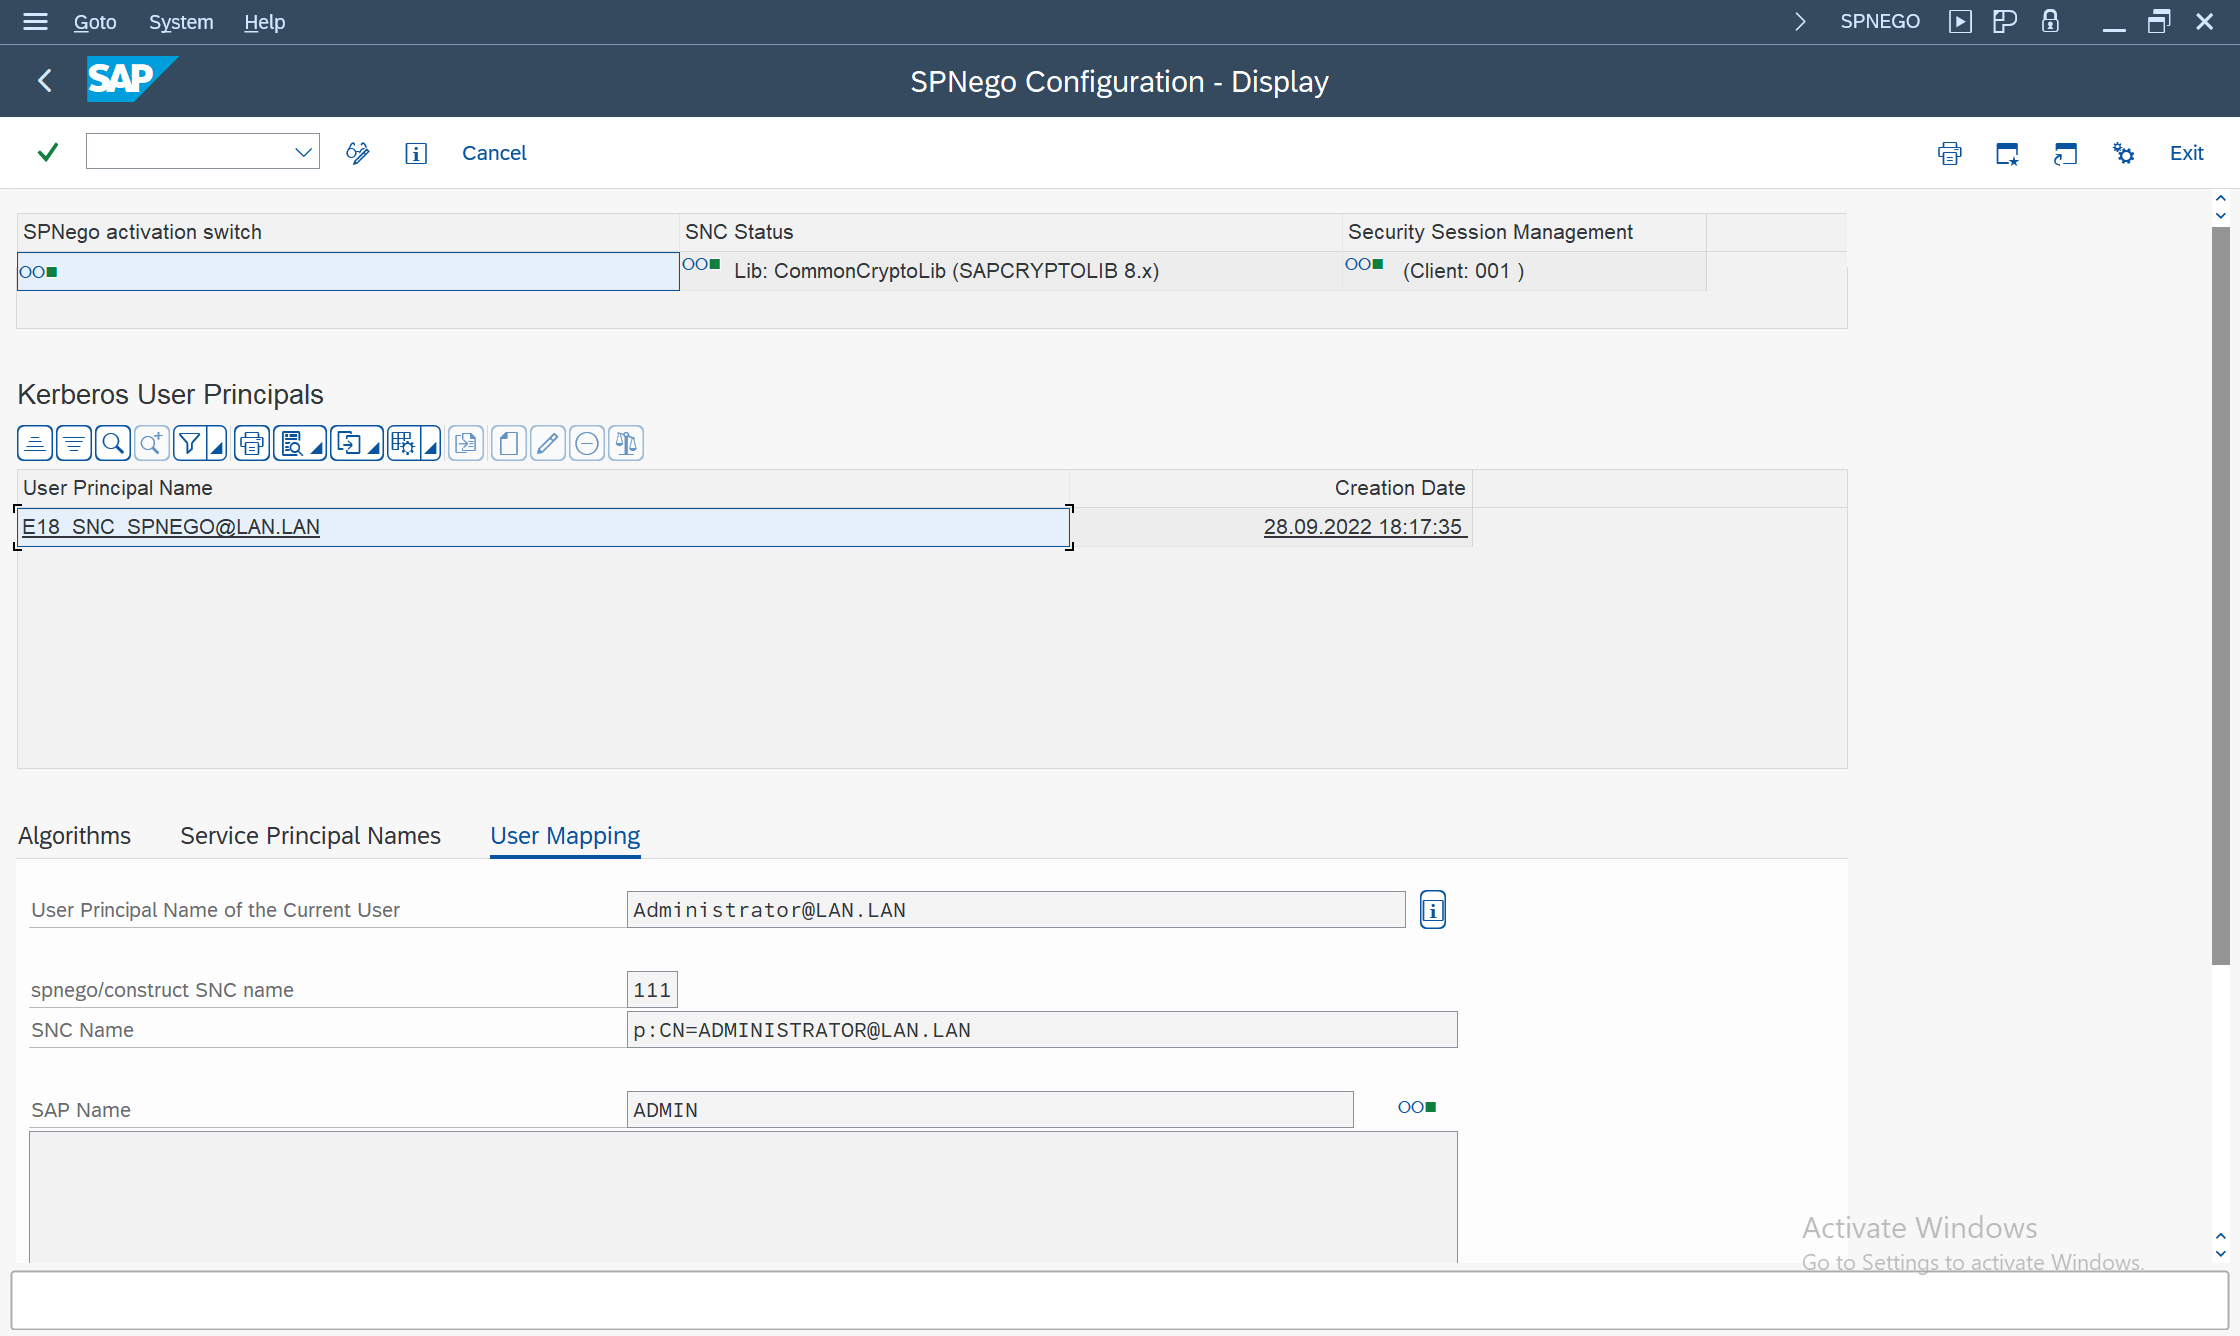 Goto System Help SPNEGO
SAP SPNego Configuration - Display
Cancel Exit
SPNego activation switch SNC Status Security Session Management
Lib: CommonCryptoLib (SAPCRYPTOLIB 8.x) (Client: 001 )
Kerberos User Principals
User Principal Name Creation Date
E18_SNC_SPNEGO@LAN.LAN 28.09.2022 18:17:35
Algorithms Service Principal Names User Mapping
User Principal Name of the Current User Administrator@LAN.LAN
spnego/construct SNC name 111
SNC Name p:CN=ADMINISTRATOR@LAN.LAN
SAP Name ADMIN
Activate Windows
Go to Settings to activate Windows.